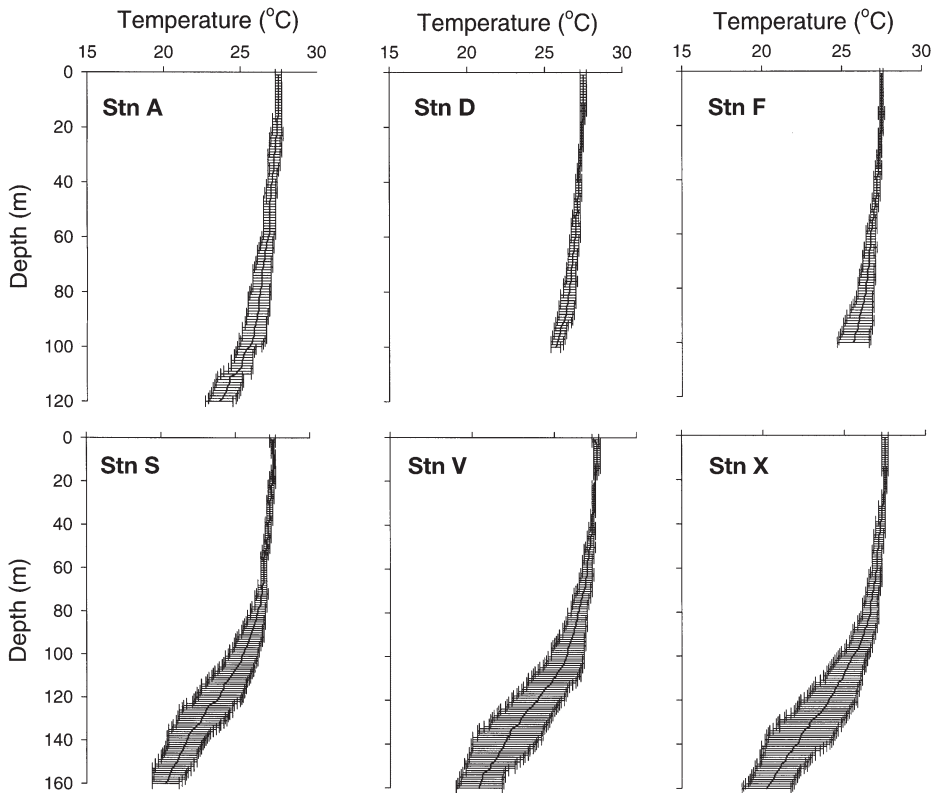 Temperature (°C) Temperature (°C) Temperature (°C)
15 20 25 30 15 20 25 30 15 20 25 30
0
Stn A Stn D Stn F
20
40
60
80
100
120
Depth (m)
0
Stn S Stn V Stn X
20
40
60
80
100
120
140
160
Depth (m)